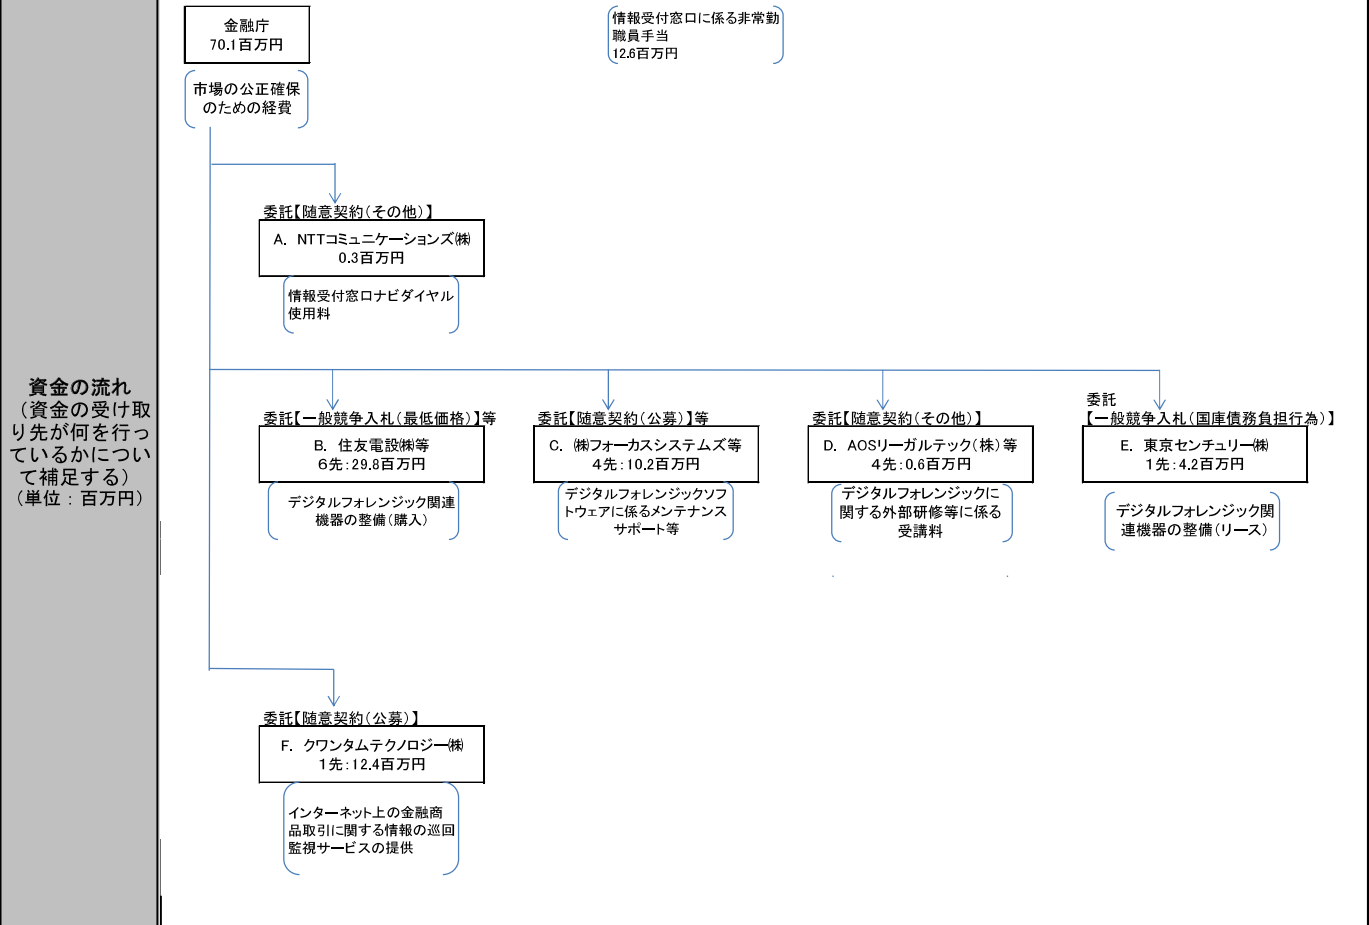 資金の流れ
（資金の受け取
り先が何を行っ
ているかについ
て補足する）
（単位：百万円）
金融庁
70.1百万円
市場の公正確保
のための経費
情報受付窓口に係る非常勤
職員手当
12.6百万円
委託【随意契約（その他）】
A. NTTコミュニケーションズ㈱
0.3百万円
情報受付窓口ナビダイヤル
使用料
委託【一般競争入札（最低価格）】等
B. 住友電設㈱等
6先：29.8百万円
デジタルフォレンジック関連
機器の整備（購入）
委託【随意契約（公募）】等
C. ㈱フォーカスシステムズ等
4先：10.2百万円
デジタルフォレンジックソフ
トウェアに係るメンテナンス
サポート等
委託【随意契約（その他）】
D. AOSリーガルテック（株）等
4先：0.6百万円
デジタルフォレンジックに
関する外部研修等に係る
受講料
委託
【一般競争入札（国庫債務負担行為）】
E. 東京センチュリー㈱
1先：4.2百万円
デジタルフォレンジック関
連機器の整備（リース）
委託【随意契約（公募）】
F. クワンタムテクノロジー㈱
1先：12.4百万円
インターネット上の金融商
品取引に関する情報の巡回
監視サービスの提供